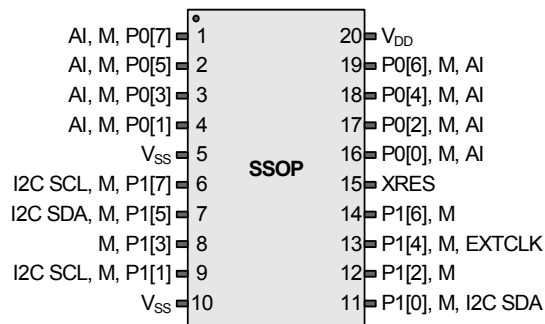 AI, M, P0[7] 1 20 VDD
AI, M, P0[5] 2 19 P0[6], M, AI
AI, M, P0[3] 3 18 P0[4], M, AI
AI, M, P0[1] 4 17 P0[2], M, AI
VSS 5 16 P0[0], M, AI
SSOP
I2C SCL, M, P1[7] 6 15 XRES
I2C SDA, M, P1[5] 7 14 P1[6], M
M, P1[3] 8 13 P1[4], M, EXTCLK
I2C SCL, M, P1[1] 9 12 P1[2], M
VSS 10 11 P1[0], M, I2C SDA